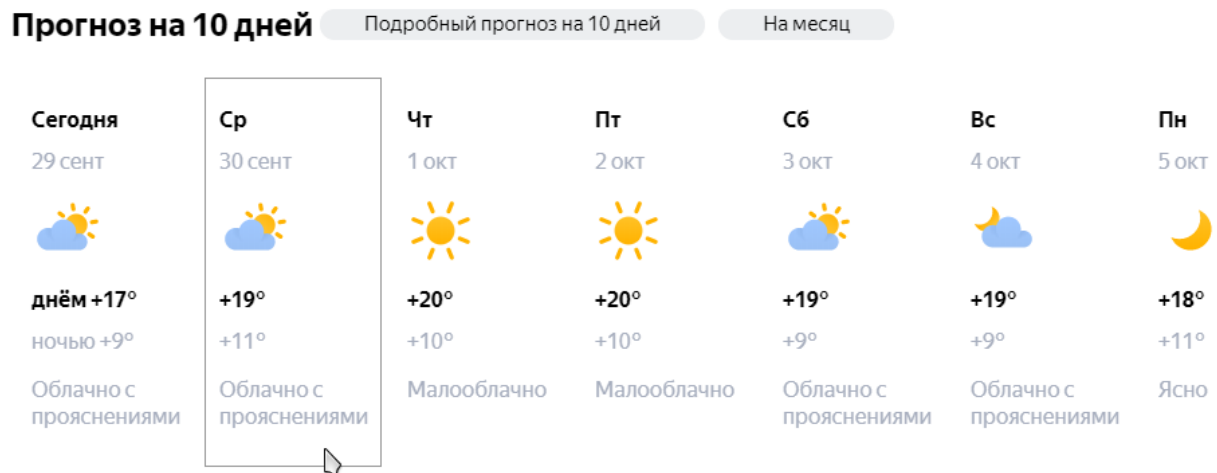 Прогноз на 10 дней Подробный прогноз на 10 дней На месяц
Сегодня Ср Чт Пт Сб Вс Пн
29 сент 30 сент 1 окт 2 окт 3 окт 4 окт 5 окт
днём +17° +19° +20° +20° +19° +19° +18°
ночью +9° +11° +10° +10° +9° +9° +11°
Облачно с Облачно с Малооблачно Малооблачно Облачно с Облачно с Ясно
прояснениями прояснениями прояснениями прояснениями